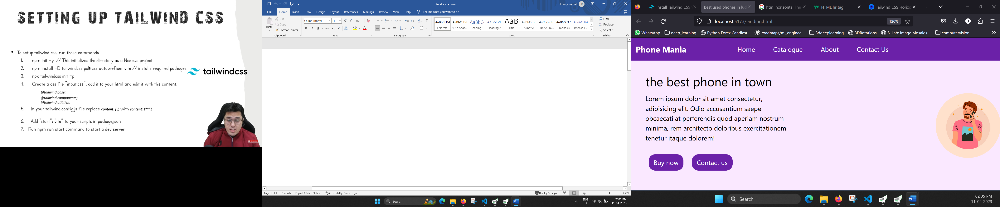 SETTING UP TAILWIND CSS
• To setup tailwind css, run these commands
1. npm init -y // This initializes the directory as a NodeJs project
2. npm install -D tailwindcss postcss autoprefixer vite // installs required packages
3. npx tailwindcss init -p
4. Create a css file "input.css", add it to your html and edit it with this content:
@tailwind base;
@tailwind components;
@tailwind utilities;
5. In your tailwind.config.js file replace content: [ ], with content: ["*"],
6. Add "start": "vite" to your scripts in package.json
7. Run npm run start command to start a dev server
tailwindcss
tut.docx - Word
Jimmy Rajpal JR
File Home Insert Draw Design Layout References Mailings Review View Help Tell me what you want to do
Paste
Cut
Copy
Format Painter
Clipboard
Calibri (Body) 11
Font
Paragraph
AaBbCcDd AaBbCcDd AaBbCc AaBbCcC AaB AaBbCcDd AaBbCcDd AaBbCcDd AaBbCcDd
¶ Normal ¶ No Spac... Heading 1 Heading 2 Title Subtitle Subtle Em... Emphasis Intense E...
Styles
Find
Replace
Select
Editing
Page 1 of 1 0 words English (United States) Accessibility: Good to go Display Settings 259%
Search
ENG
US
02:05 PM
11-04-2023
Install Tailwind CSS Best used phones in luc html horizontal line HTML hr tag Tailwind CSS Horizo
localhost:5173/landing.html 120%
WhatsApp deep_learning Python Forex Candlest... roadmaps/ml_enginee... 3ddeeplearning 3DRotations 8. Lab: Image Mosaic (... computervision
Phone Mania Home Catalogue About Contact Us
the best phone in town
Lorem ipsum dolor sit amet consectetur,
adipisicing elit. Odio accusantium saepe
obcaecati at perferendis quod aperiam nostrum
minima, rem architecto doloribus exercitationem
tenetur itaque dolorem!
Buy now Contact us
Search
02:05 PM
11-04-2023